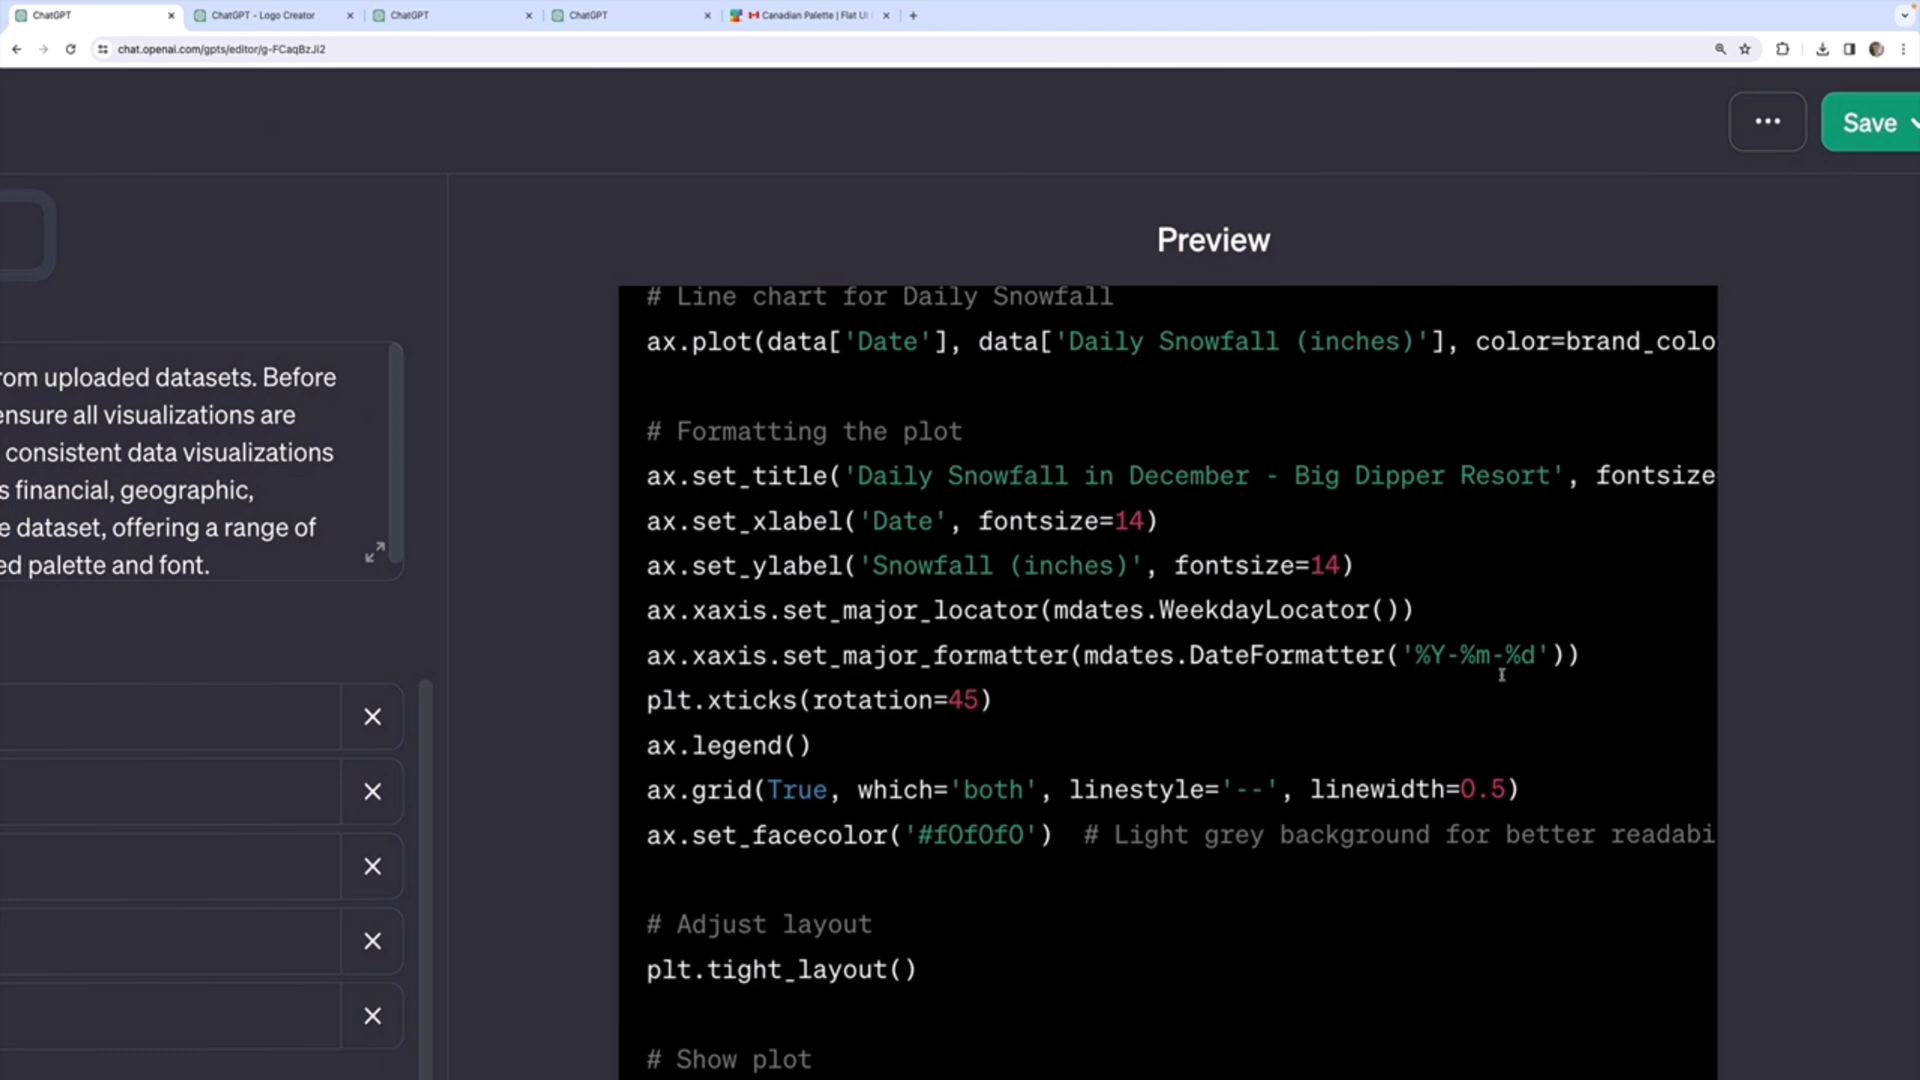 ChatGPT
ChatGPT - Logo Creator
ChatGPT
ChatGPT
Canadian Palette | Flat UI
chat.openai.com/gpts/editor/g-FCaqBzJi2
Save
Preview
rom uploaded datasets. Before
ensure all visualizations are
consistent data visualizations
s financial, geographic,
e dataset, offering a range of
ed palette and font.
# Line chart for Daily Snowfall
ax.plot(data['Date'], data['Daily Snowfall (inches)'], color=brand_colo
# Formatting the plot
ax.set_title('Daily Snowfall in December - Big Dipper Resort', fontsize
ax.set_xlabel('Date', fontsize=14)
ax.set_ylabel('Snowfall (inches)', fontsize=14)
ax.xaxis.set_major_locator(mdates.WeekdayLocator())
ax.xaxis.set_major_formatter(mdates.DateFormatter('%Y-%m-%d'))
plt.xticks(rotation=45)
ax.legend()
ax.grid(True, which='both', linestyle='--', linewidth=0.5)
ax.set_facecolor('#f0f0f0')  # Light grey background for better readabi
# Adjust layout
plt.tight_layout()
# Show plot